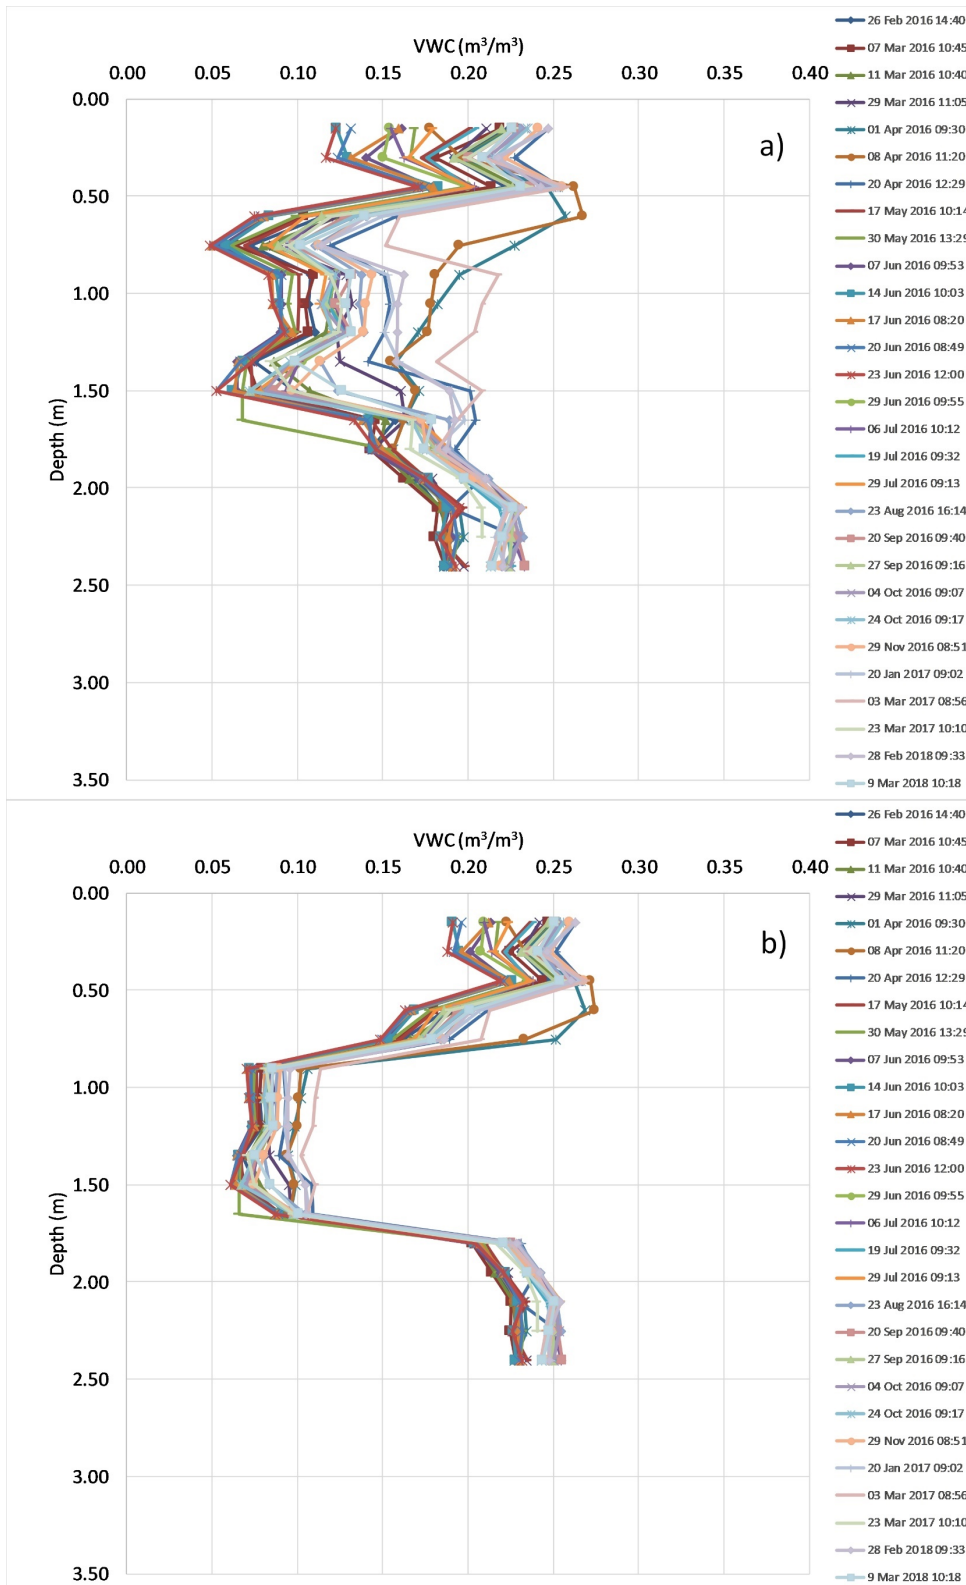 VWC (m³/m³)
0.00 0.05 0.10 0.15 0.20 0.25 0.30 0.35 0.40
0.00
0.50
1.00
1.50
2.00
2.50
3.00
3.50
Depth (m)
a)
26 Feb 2016 14:40
07 Mar 2016 10:45
11 Mar 2016 10:40
29 Mar 2016 11:05
01 Apr 2016 09:30
08 Apr 2016 11:20
20 Apr 2016 12:29
17 May 2016 10:14
30 May 2016 13:29
07 Jun 2016 09:53
14 Jun 2016 10:03
17 Jun 2016 08:20
20 Jun 2016 08:49
23 Jun 2016 12:00
29 Jun 2016 09:55
06 Jul 2016 10:12
19 Jul 2016 09:32
29 Jul 2016 09:13
23 Aug 2016 16:14
20 Sep 2016 09:40
27 Sep 2016 09:16
04 Oct 2016 09:07
24 Oct 2016 09:17
29 Nov 2016 08:51
20 Jan 2017 09:02
03 Mar 2017 08:56
23 Mar 2017 10:10
28 Feb 2018 09:33
9 Mar 2018 10:18
VWC (m³/m³)
0.00 0.05 0.10 0.15 0.20 0.25 0.30 0.35 0.40
0.00
0.50
1.00
1.50
2.00
2.50
3.00
3.50
Depth (m)
b)
26 Feb 2016 14:40
07 Mar 2016 10:45
11 Mar 2016 10:40
29 Mar 2016 11:05
01 Apr 2016 09:30
08 Apr 2016 11:20
20 Apr 2016 12:29
17 May 2016 10:14
30 May 2016 13:29
07 Jun 2016 09:53
14 Jun 2016 10:03
17 Jun 2016 08:20
20 Jun 2016 08:49
23 Jun 2016 12:00
29 Jun 2016 09:55
06 Jul 2016 10:12
19 Jul 2016 09:32
29 Jul 2016 09:13
23 Aug 2016 16:14
20 Sep 2016 09:40
27 Sep 2016 09:16
04 Oct 2016 09:07
24 Oct 2016 09:17
29 Nov 2016 08:51
20 Jan 2017 09:02
03 Mar 2017 08:56
23 Mar 2017 10:10
28 Feb 2018 09:33
9 Mar 2018 10:18